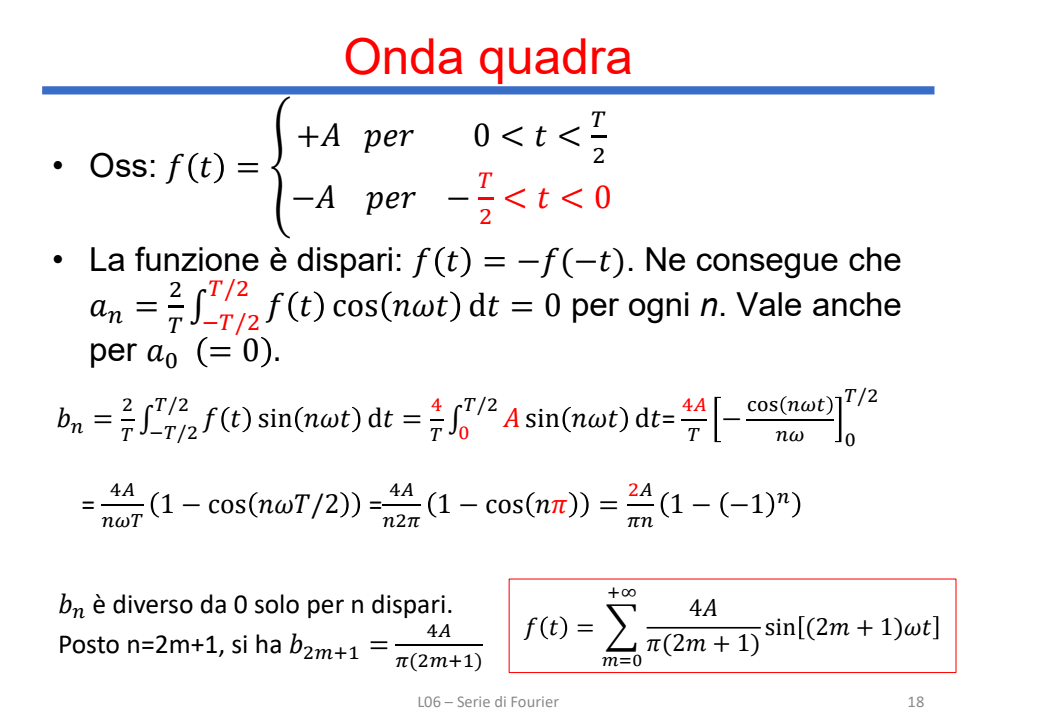 Onda quadra
• Oss: $f(t) = \begin{cases} +A \;\; per \;\; 0 < t < \frac{T}{2} \\ -A \;\; per \;\; -\frac{T}{2} < t < 0 \end{cases}$
• La funzione è dispari: $f(t) = -f(-t)$. Ne consegue che
$a_n = \frac{2}{T} \int_{-T/2}^{T/2} f(t) \cos(n\omega t) \, \mathrm{d}t = 0$ per ogni n. Vale anche
per $a_0$ $(= 0)$.
$b_n = \frac{2}{T} \int_{-T/2}^{T/2} f(t) \sin(n\omega t) \, \mathrm{d}t = \frac{4}{T} \int_{0}^{T/2} A \sin(n\omega t) \, \mathrm{d}t = \frac{4A}{T} \left[ -\frac{\cos(n\omega t)}{n\omega} \right]_0^{T/2}$
$= \frac{4A}{n\omega T} (1 - \cos(n\omega T/2)) = \frac{4A}{n2\pi} (1 - \cos(n\pi)) = \frac{2A}{\pi n} (1 - (-1)^n)$
$b_n$ è diverso da 0 solo per n dispari.
Posto n=2m+1, si ha $b_{2m+1} = \frac{4A}{\pi(2m+1)}$
$f(t) = \sum_{m=0}^{+\infty} \frac{4A}{\pi(2m+1)} \sin[(2m+1)\omega t]$
L06 – Serie di Fourier
18